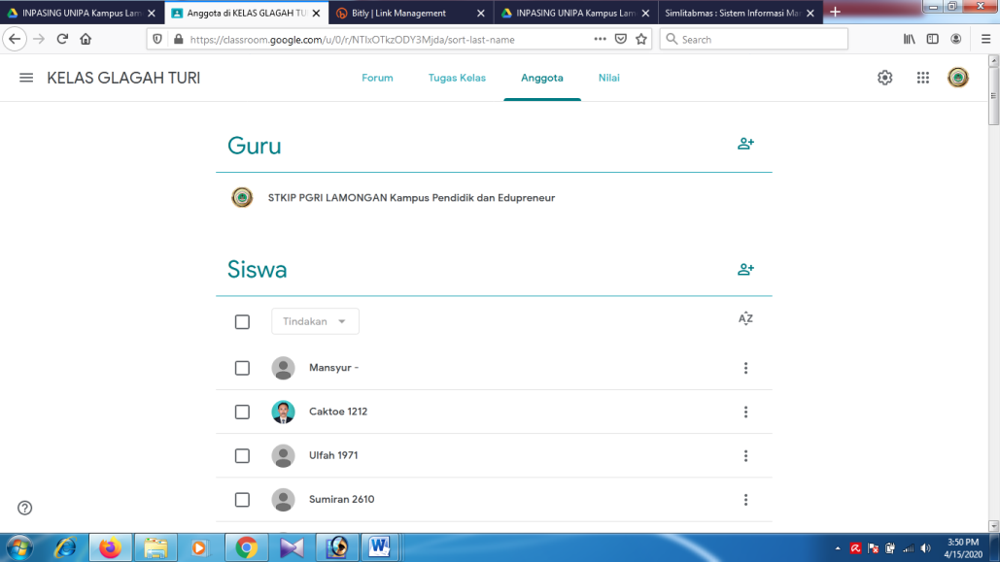 INPASING UNIPA Kampus Lam
Anggota di KELAS GLAGAH TU
Bitly | Link Management
INPASING UNIPA Kampus Lam
Simlitabmas : Sistem Informasi Mar
https://classroom.google.com/u/0/r/NTIxOTkzODY3Mjda/sort-last-name
Search
KELAS GLAGAH TURI
Forum
Tugas Kelas
Anggota
Nilai
Guru
STKIP PGRI LAMONGAN Kampus Pendidik dan Edupreneur
Siswa
Tindakan
AZ
Mansyur -
Caktoe 1212
Ulfah 1971
Sumiran 2610
3:50 PM
4/15/2020